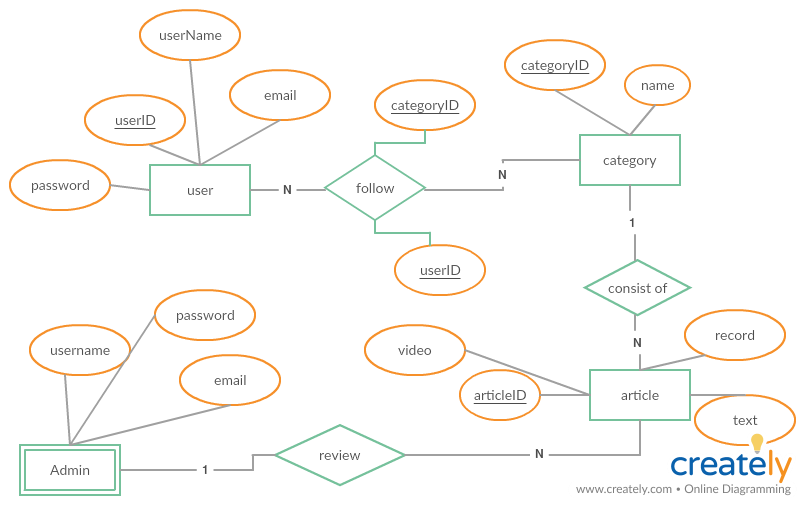 userName
categoryID
name
email
categoryID
userID
category
password
user
N
follow
N
1
userID
consist of
password
username
video
N
record
email
articleID
article
text
Admin
1
review
N
creately
www.creately.com • Online Diagramming